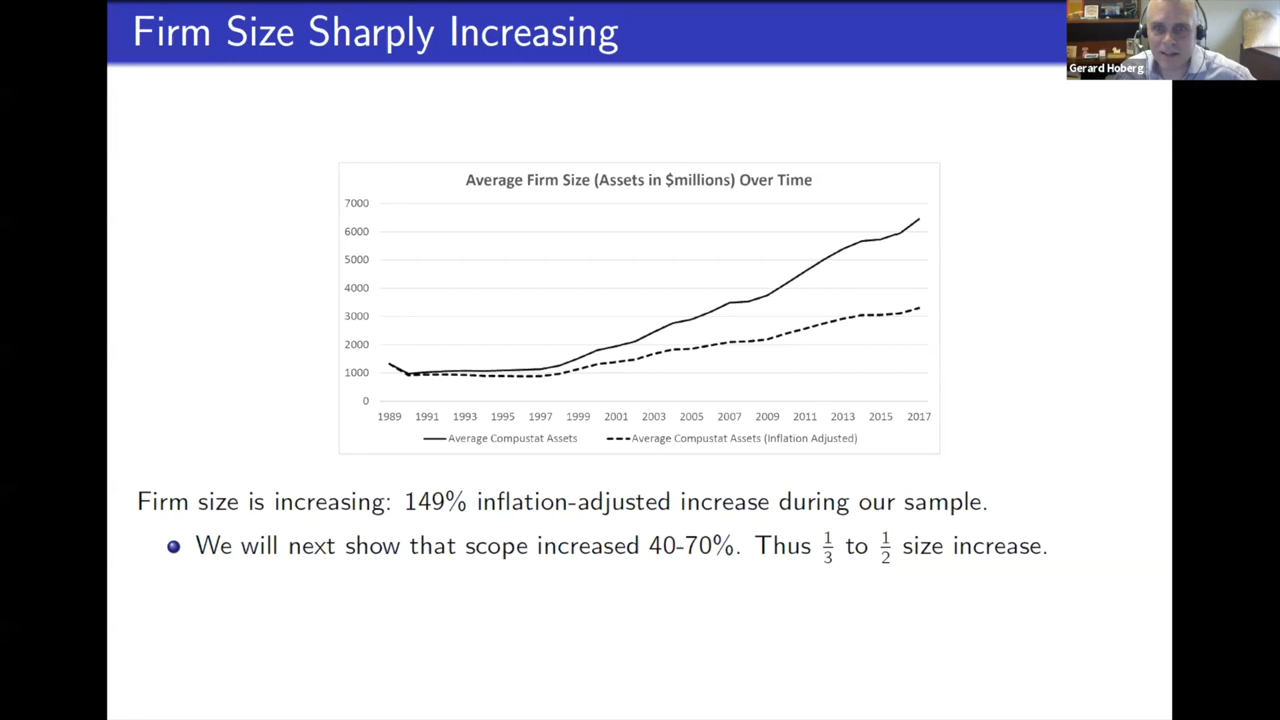 Firm Size Sharply Increasing
Gerard Hoberg
Average Firm Size (Assets in $millions) Over Time
7000
6000
5000
4000
3000
2000
1000
0
1989 1991 1993 1995 1997 1999 2001 2003 2005 2007 2009 2011 2013 2015 2017
Average Compustat Assets Average Compustat Assets (Inflation Adjusted)
Firm size is increasing: 149% inflation-adjusted increase during our sample.
We will next show that scope increased 40-70%. Thus 1/3 to 1/2 size increase.